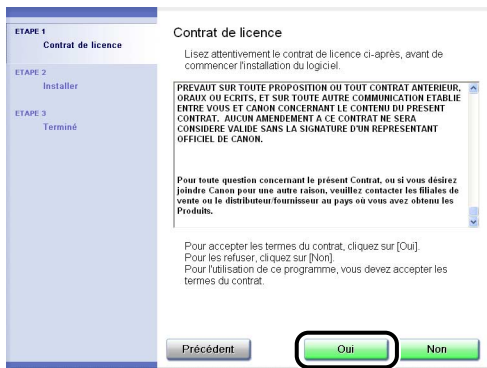 ETAPE 1
Contrat de licence
ETAPE 2
Installer
ETAPE 3
Terminé
Contrat de licence
Lisez attentivement le contrat de licence ci-après, avant de
commencer l'installation du logiciel.
PREVAUT SUR TOUTE PROPOSITION OU TOUT CONTRAT ANTERIEUR,
ORAUX OU ECRITS, ET SUR TOUTE AUTRE COMMUNICATION ETABLIE
ENTRE VOUS ET CANON CONCERNANT LE CONTENU DU PRESENT
CONTRAT. AUCUN AMENDEMENT A CE CONTRAT NE SERA
CONSIDERE VALIDE SANS LA SIGNATURE D'UN REPRESENTANT
OFFICIEL DE CANON.
Pour toute question concernant le présent Contrat, ou si vous désirez
joindre Canon pour une autre raison, veuillez contacter les filiales de
vente ou le distributeur/fournisseur au pays où vous avez obtenu les
Produits.
Pour accepter les termes du contrat, cliquez sur [Oui].
Pour les refuser, cliquez sur [Non].
Pour l'utilisation de ce programme, vous devez accepter les
termes du contrat.
Précédent
Oui
Non